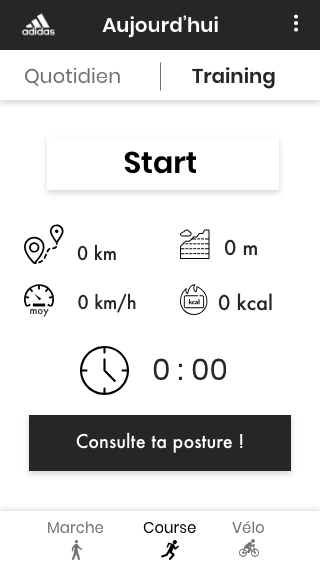 adidas
Aujourd'hui
Quotidien
Training
Start
0 km
0 m
moy
0 km/h
kcal
0 kcal
0 : 00
Consulte ta posture !
Marche
Course
Vélo